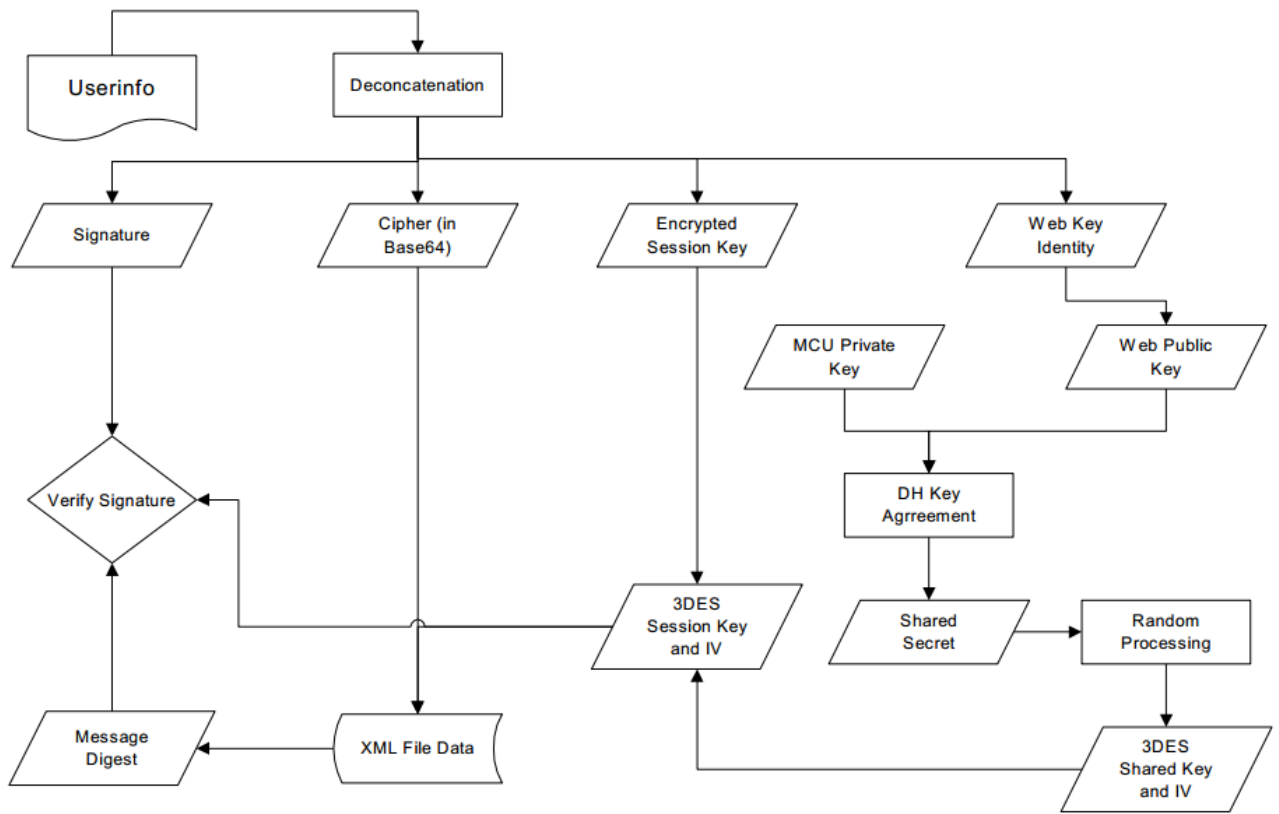 Userinfo
Deconcatenation
Signature
Cipher (in
Base64)
Encrypted
Session Key
Web Key
Identity
MCU Private
Key
Web Public
Key
Verify Signature
DH Key
Agrreement
3DES
Session Key
and IV
Shared
Secret
Random
Processing
Message
Digest
XML File Data
3DES
Shared Key
and IV